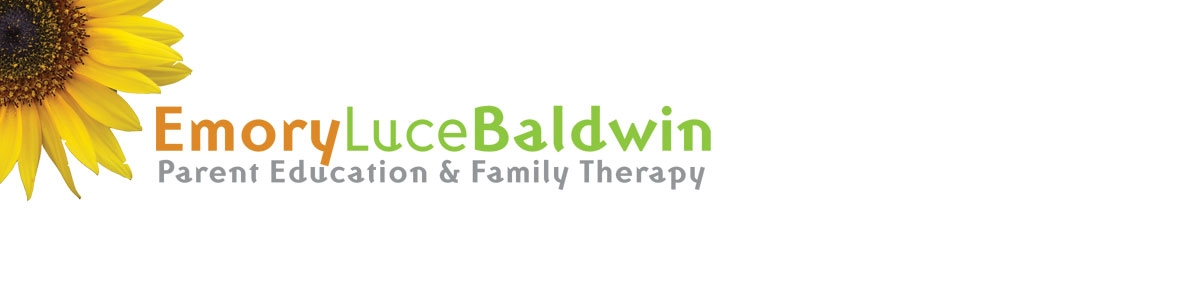 EmoryLuceBaldwin
Parent Education & Family Therapy